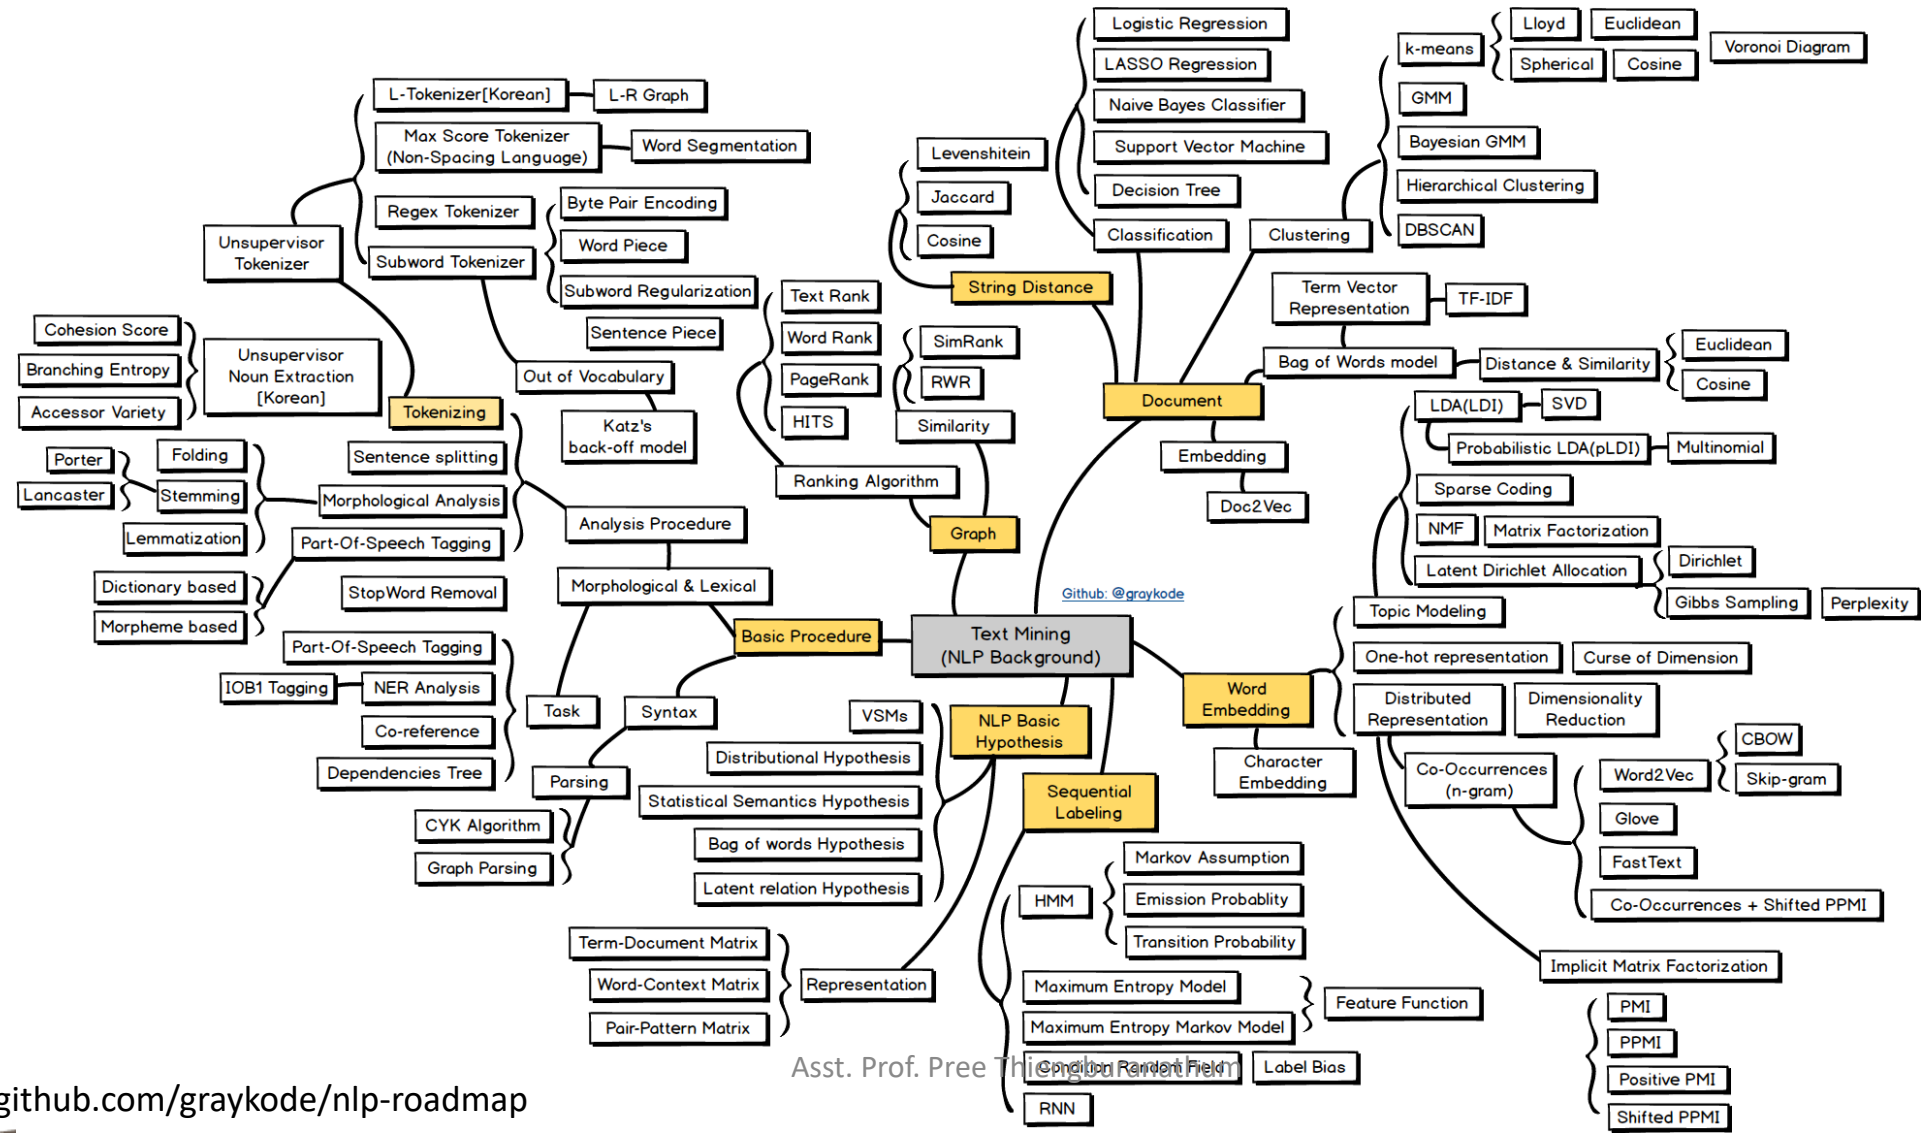 Logistic Regression
LASSO Regression
Naive Bayes Classifier
Support Vector Machine
Decision Tree
Classification
k-means
Lloyd
Euclidean
Spherical
Cosine
Voronoi Diagram
GMM
Bayesian GMM
Hierarchical Clustering
DBSCAN
Clustering
L-Tokenizer[Korean]
L-R Graph
Max Score Tokenizer
(Non-Spacing Language)
Word Segmentation
Regex Tokenizer
Subword Tokenizer
Byte Pair Encoding
Word Piece
Subword Regularization
Sentence Piece
Unsupervisor
Tokenizer
Out of Vocabulary
Katz's
back-off model
Levenshitein
Jaccard
Cosine
String Distance
Text Rank
Word Rank
PageRank
HITS
Ranking Algorithm
SimRank
RWR
Similarity
Graph
Term Vector
Representation
TF-IDF
Bag of Words model
Distance & Similarity
Euclidean
Cosine
Document
Embedding
Doc2Vec
Cohesion Score
Branching Entropy
Accessor Variety
Unsupervisor
Noun Extraction
[Korean]
Tokenizing
Sentence splitting
Morphological Analysis
Part-Of-Speech Tagging
StopWord Removal
Folding
Stemming
Lemmatization
Porter
Lancaster
Dictionary based
Morpheme based
Analysis Procedure
Morphological & Lexical
Basic Procedure
Text Mining
(NLP Background)
Github: @graykode
LDA(LDI)
SVD
Probabilistic LDA(pLDI)
Multinomial
Sparse Coding
NMF
Matrix Factorization
Latent Dirichlet Allocation
Dirichlet
Gibbs Sampling
Perplexity
Topic Modeling
One-hot representation
Curse of Dimension
Distributed
Representation
Dimensionality
Reduction
Word
Embedding
Character
Embedding
Co-Occurrences
(n-gram)
Word2Vec
CBOW
Skip-gram
Glove
FastText
Co-Occurrences + Shifted PPMI
Implicit Matrix Factorization
PMI
PPMI
Positive PMI
Shifted PPMI
Part-Of-Speech Tagging
IOB1 Tagging
NER Analysis
Co-reference
Dependencies Tree
Task
Syntax
Parsing
CYK Algorithm
Graph Parsing
NLP Basic
Hypothesis
VSMs
Distributional Hypothesis
Statistical Semantics Hypothesis
Bag of words Hypothesis
Latent relation Hypothesis
Term-Document Matrix
Word-Context Matrix
Pair-Pattern Matrix
Representation
Sequential
Labeling
HMM
Markov Assumption
Emission Probablity
Transition Probability
Maximum Entropy Model
Maximum Entropy Markov Model
Feature Function
Condition Random Field
Label Bias
RNN
Asst. Prof. Pree Thiengburanathum
github.com/graykode/nlp-roadmap